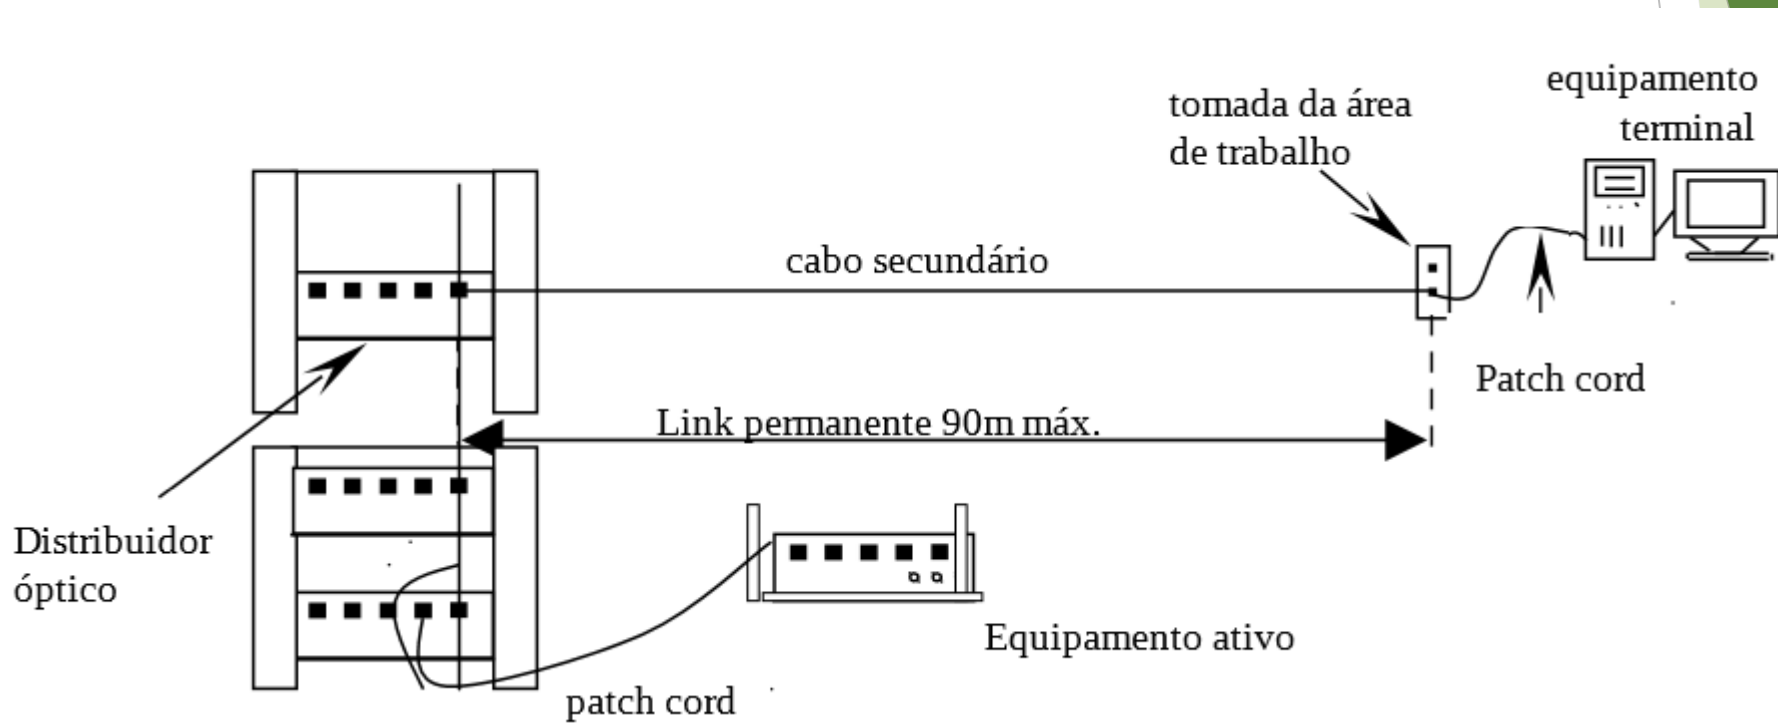 equipamento
terminal
tomada da área
de trabalho
cabo secundário
Patch cord
Link permanente 90m máx.
Distribuidor
óptico
Equipamento ativo
patch cord